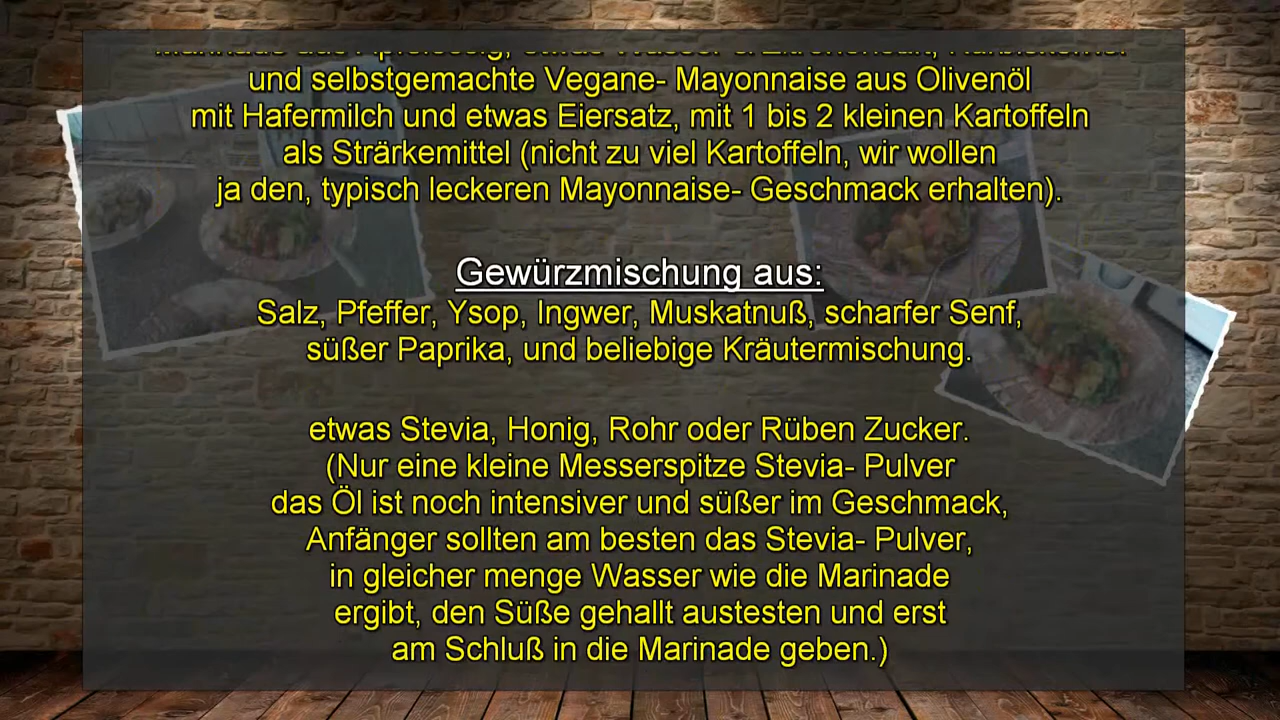 und selbstgemachte Vegane- Mayonnaise aus Olivenöl
mit Hafermilch und etwas Eiersatz, mit 1 bis 2 kleinen Kartoffeln
als Strärkemittel (nicht zu viel Kartoffeln, wir wollen
ja den, typisch leckeren Mayonnaise- Geschmack erhalten).
Gewürzmischung aus:
Salz, Pfeffer, Ysop, Ingwer, Muskatnuß, scharfer Senf,
süßer Paprika, und beliebige Kräutermischung.
etwas Stevia, Honig, Rohr oder Rüben Zucker.
(Nur eine kleine Messerspitze Stevia- Pulver
das Öl ist noch intensiver und süßer im Geschmack,
Anfänger sollten am besten das Stevia- Pulver,
in gleicher menge Wasser wie die Marinade
ergibt, den Süße gehallt austesten und erst
am Schluß in die Marinade geben.)